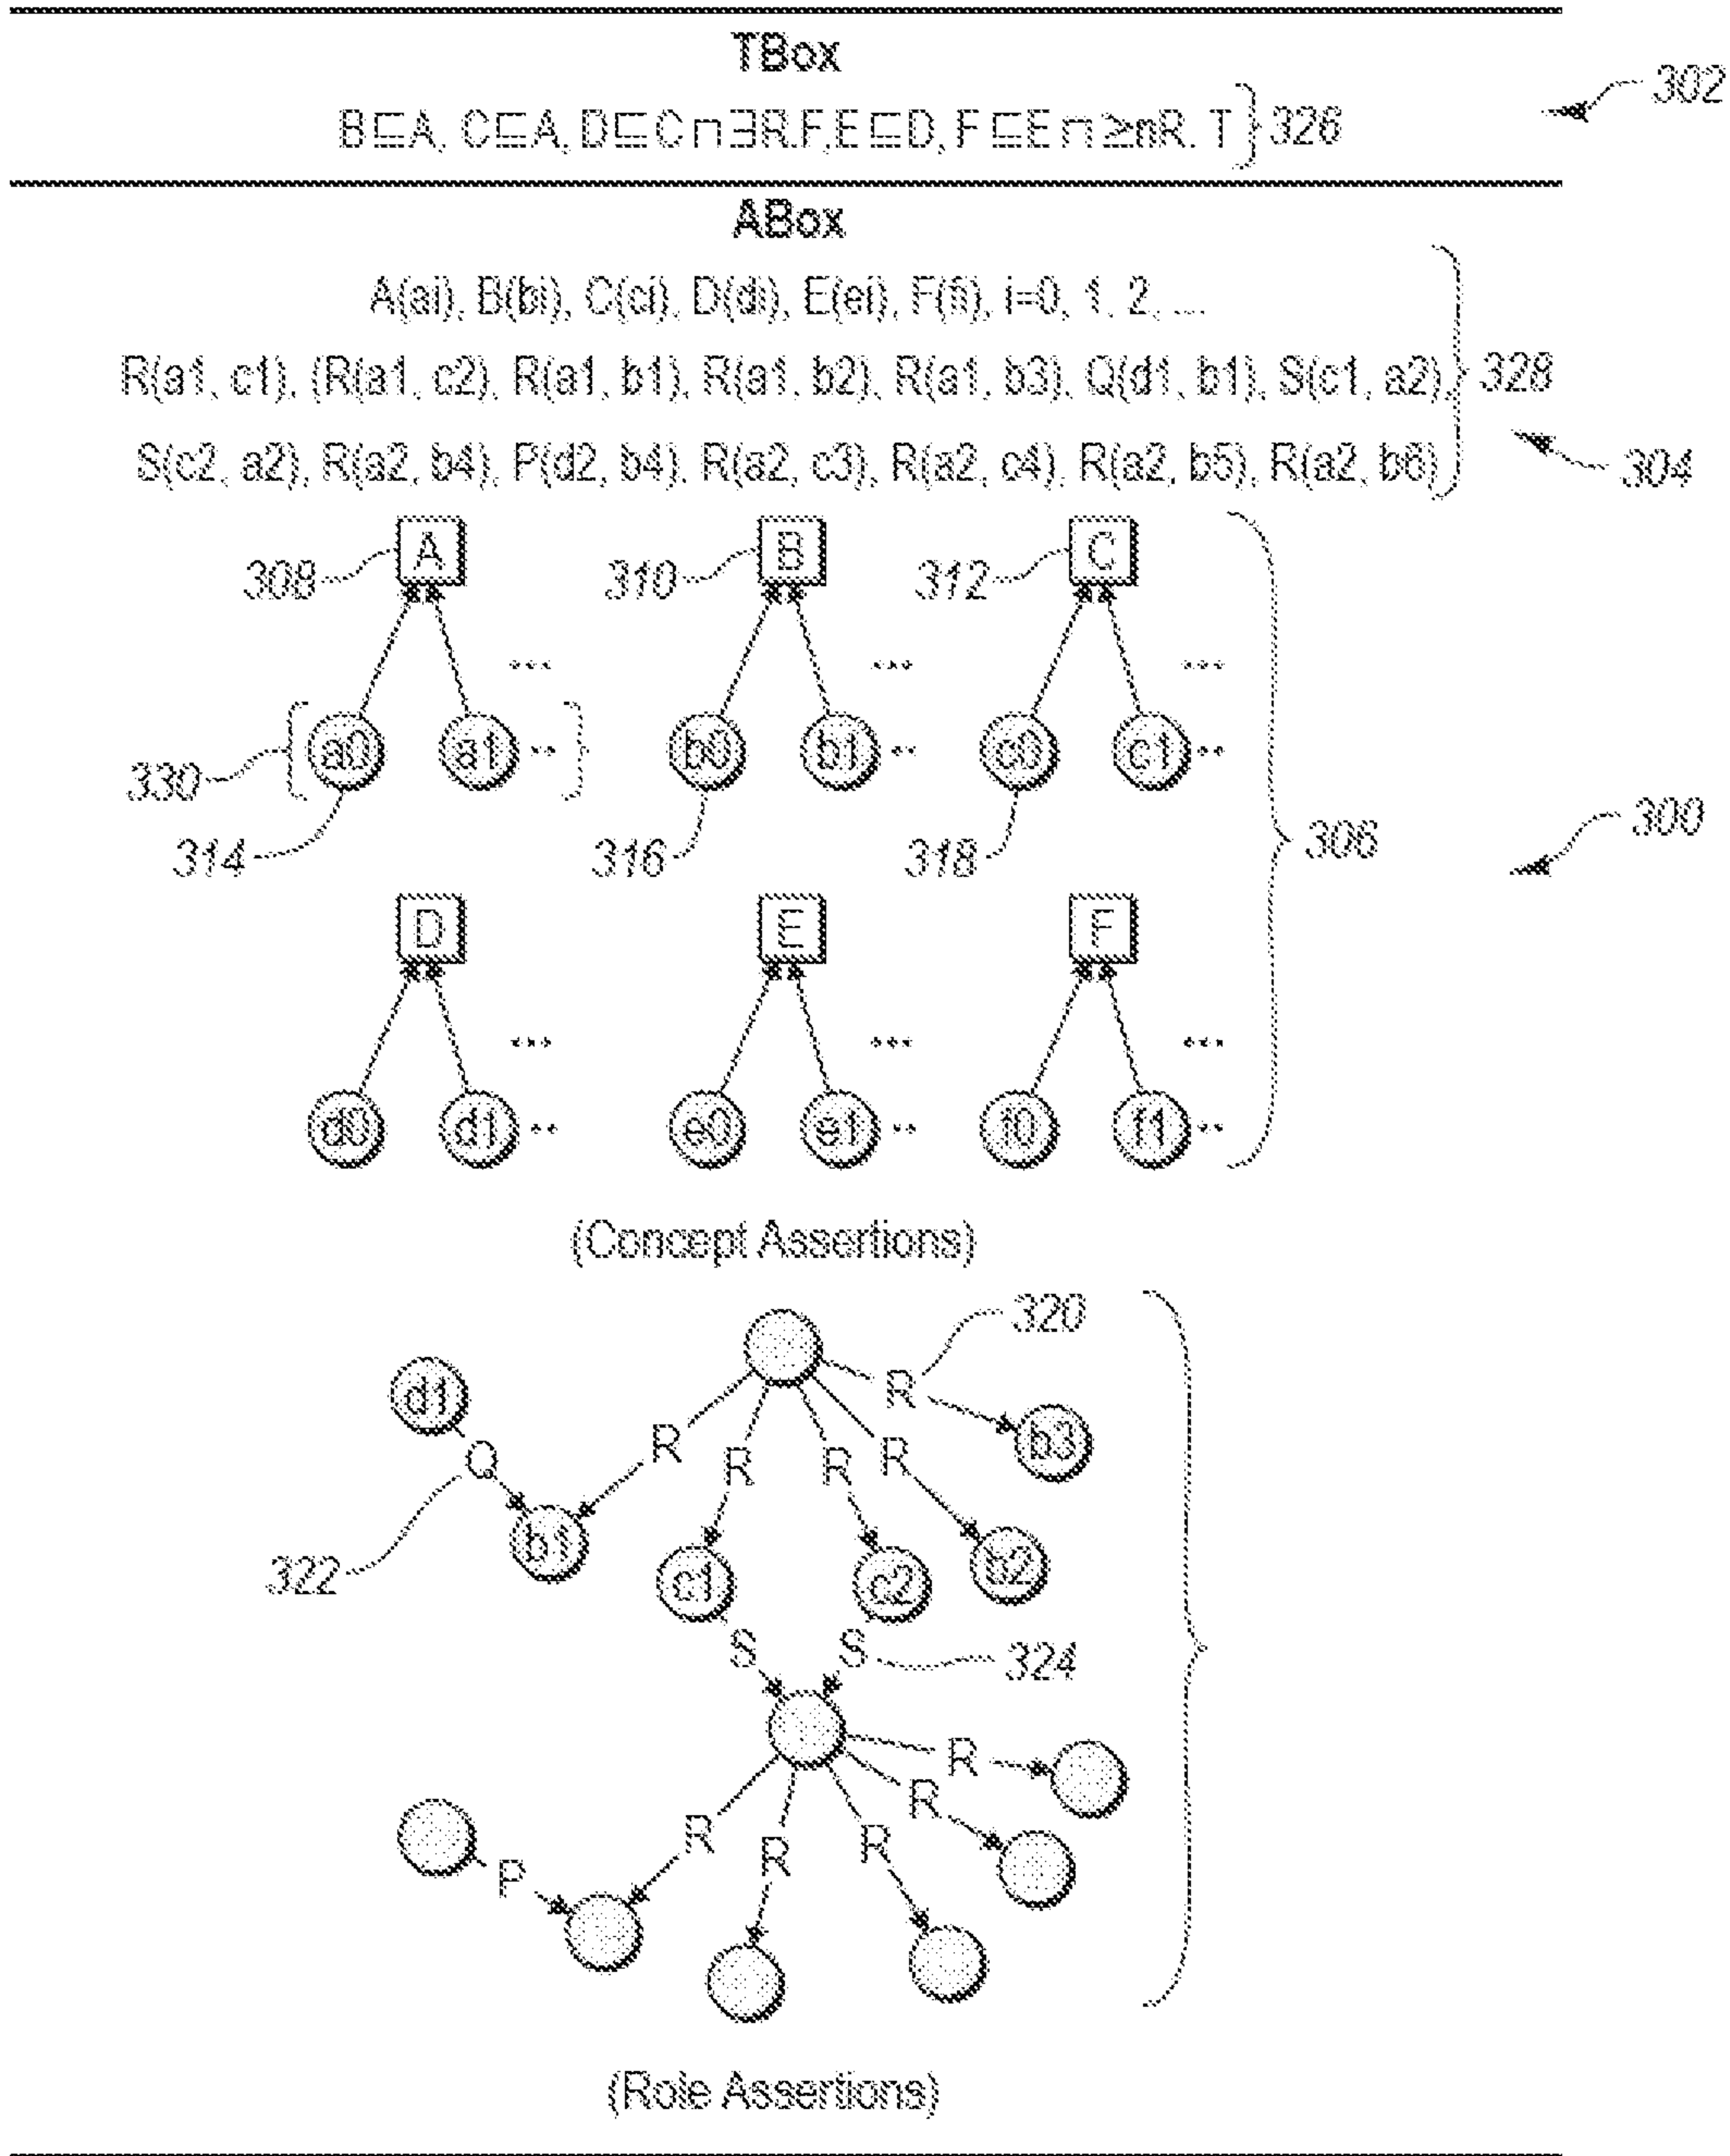 TBox
302
B⊑A, C⊑A, D⊑C⊓∃R.F,E⊑D, F⊑E⊓≥nR. T}326
ABox
A(ai), B(bi), C(ci), D(di), E(ei), F(fi), i=0, 1, 2, ...
R(a1, c1), (R(a1, c2), R(a1, b1), R(a1, b2), R(a1, b3), Q(d1, b1), S(c1, a2), 328
S(c2, a2), R(a2, b4), P(d2, b4), R(a2, c3), R(a2, c4), R(a2, b5), R(a2, b6) 304
308 A 310 B 312 C
... ... ...
330 a0 a1 .. b0 b1 .. c0 c1 ..
314 316 318 306 300
D E F
... ... ...
d0 d1 .. e0 e1 .. f0 f1 ..
(Concept Assertions)
320
d1 R
Q R R R R b3
322 b1 c1 c2 b2
S S 324
R
R R R R
P
(Role Assertions)